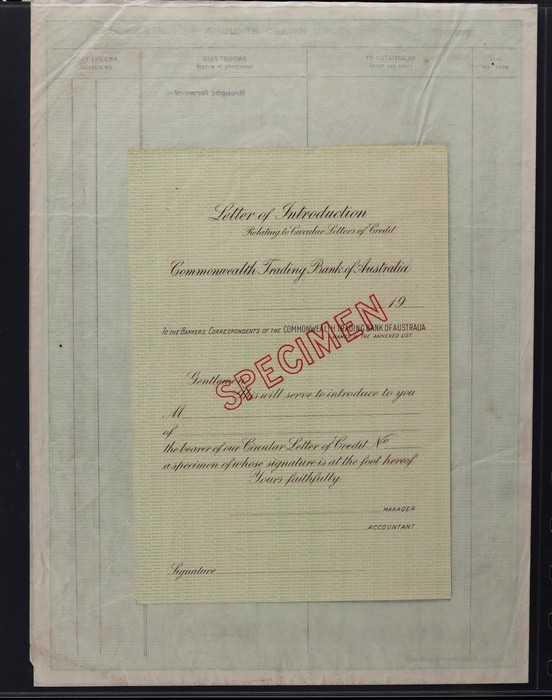 Letter of Introduction
Relating to Circular Letters of Credit
Commonwealth Trading Bank of Australia
19
TO THE BANKERS, CORRESPONDENTS OF THE COMMONWEALTH TRADING BANK OF AUSTRALIA
NAMED IN THE ANNEXED LIST
SPECIMEN
Gentlemen
This will serve to introduce to you
M
of
the bearer of our Circular Letter of Credit No
a specimen of whose signature is at the foot hereof
Yours faithfully
MANAGER
ACCOUNTANT
Signature